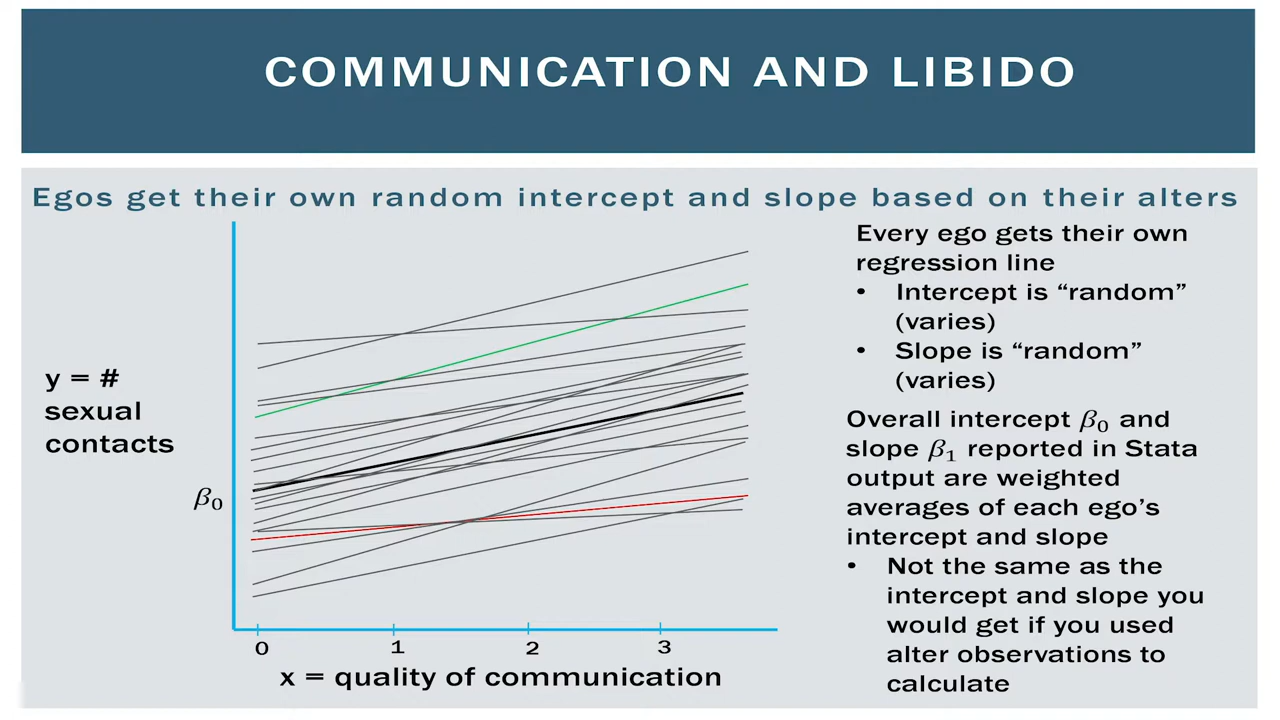 COMMUNICATION AND LIBIDO
Egos get their own random intercept and slope based on their alters
y = #
sexual
contacts
β₀
0
1
2
3
x = quality of communication
Every ego gets their own
regression line
• Intercept is “random”
(varies)
• Slope is “random”
(varies)
Overall intercept β₀ and
slope β₁ reported in Stata
output are weighted
averages of each ego’s
intercept and slope
• Not the same as the
intercept and slope you
would get if you used
alter observations to
calculate